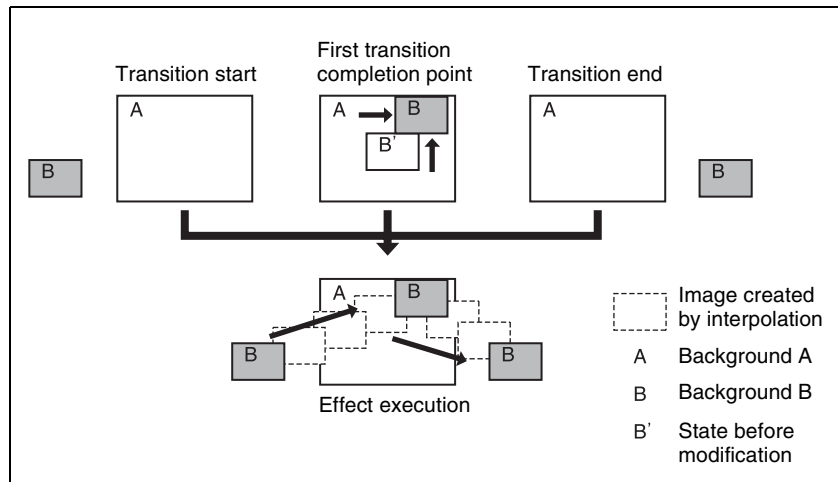 Transition start
First transition
completion point
Transition end
A
B
A
B
B'
A
B
A
B
B
B
Effect execution
Image created
by interpolation
A Background A
B Background B
B' State before
modification